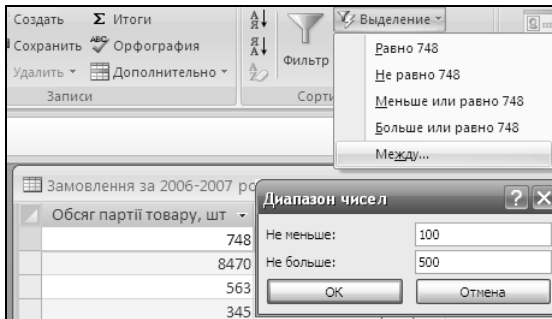 Создать Σ Итоги
Сохранить ABC Орфография
Удалить Дополнительно
Записи
А
Я
Я
А
Фильтр
Выделение
Равно 748
Не равно 748
Меньше или равно 748
Больше или равно 748
Между...
Замовлення за 2006-2007
Обсяг партії товару, шт
748
8470
563
345
Диапазон чисел
Не меньше: 100
Не больше: 500
ОК Отмена